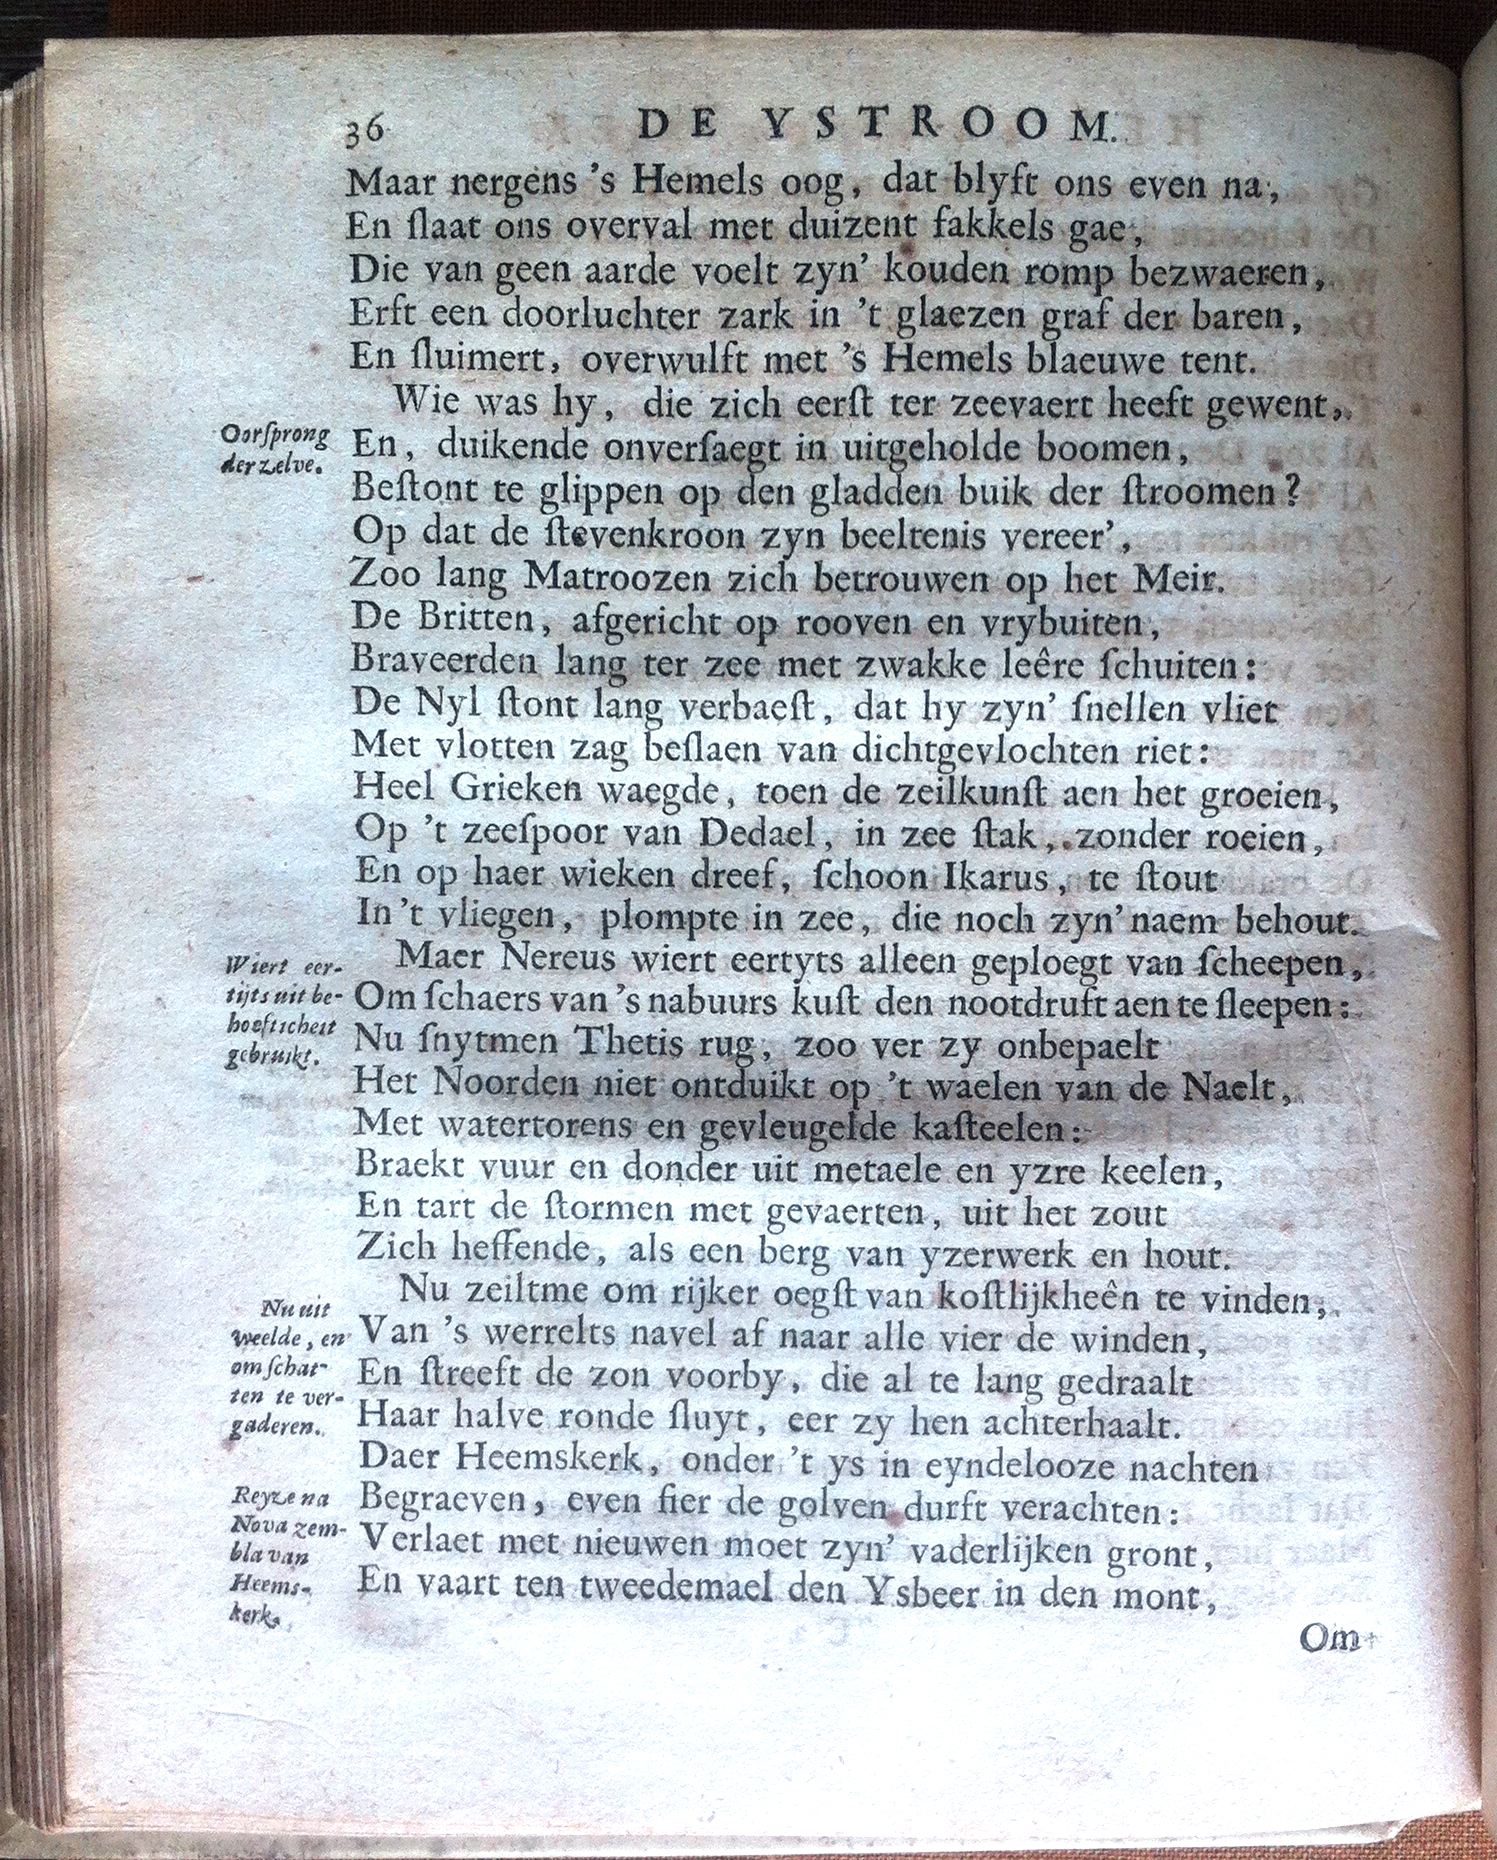 36 DE YSTROOM.
Maar nergens 's Hemels oog, dat blyft ons even na,
En ſlaat ons overval met duizent fakkels gae,
Die van geen aarde voelt zyn' kouden romp bezwaeren,
Erft een doorluchter zark in 't glaezen graf der baren,
En ſluimert, overwulft met 's Hemels blaeuwe tent.
Wie was hy, die zich eerſt ter zeevaert heeft gewent,
Oorſprong
der zelve.
En, duikende onverſaegt in uitgeholde boomen,
Beſtont te glippen op den gladden buik der ſtroomen?
Op dat de ſtevenkroon zyn beeltenis vereer',
Zoo lang Matroozen zich betrouwen op het Meir.
De Britten, afgericht op rooven en vrybuiten,
Braveerden lang ter zee met zwakke leêre ſchuiten:
De Nyl ſtont lang verbaeſt, dat hy zyn' ſnellen vliet
Met vlotten zag beſlaen van dichtgevlochten riet:
Heel Grieken waegde, toen de zeilkunſt aen het groeien,
Op 't zeeſpoor van Dedael, in zee ſtak, zonder roeien,
En op haer wieken dreef, ſchoon Ikarus, te ſtout
In 't vliegen, plompte in zee, die noch zyn' naem behout.
Wiert eer-
tijts uit be-
hoefticheit
gebruikt.
Maer Nereus wiert eertyts alleen geploegt van ſcheepen,
Om ſchaers van 's nabuurs kuſt den nootdruft aen te ſleepen:
Nu ſnytmen Thetis rug, zoo ver zy onbepaelt
Het Noorden niet ontduikt op 't waelen van de Naelt,
Met watertorens en gevleugelde kaſteelen:
Braekt vuur en donder uit metaele en yzre keelen,
En tart de ſtormen met gevaerten, uit het zout
Zich heffende, als een berg van yzerwerk en hout.
Nu uit
weelde, en
om ſchat-
ten te ver-
gaderen.
Nu zeiltme om rijker oegſt van koſtlijkheên te vinden,
Van 's werrelts navel af naar alle vier de winden,
En ſtreeft de zon voorby, die al te lang gedraalt
Haar halve ronde ſluyt, eer zy hen achterhaalt.
Daer Heemskerk, onder 't ys in eyndelooze nachten
Reyze na
Nova zem-
bla van
Heems-
kerk.
Begraeven, even fier de golven durft verachten:
Verlaet met nieuwen moet zyn' vaderlijken gront,
En vaart ten tweedemael den Ysbeer in den mont,
Om